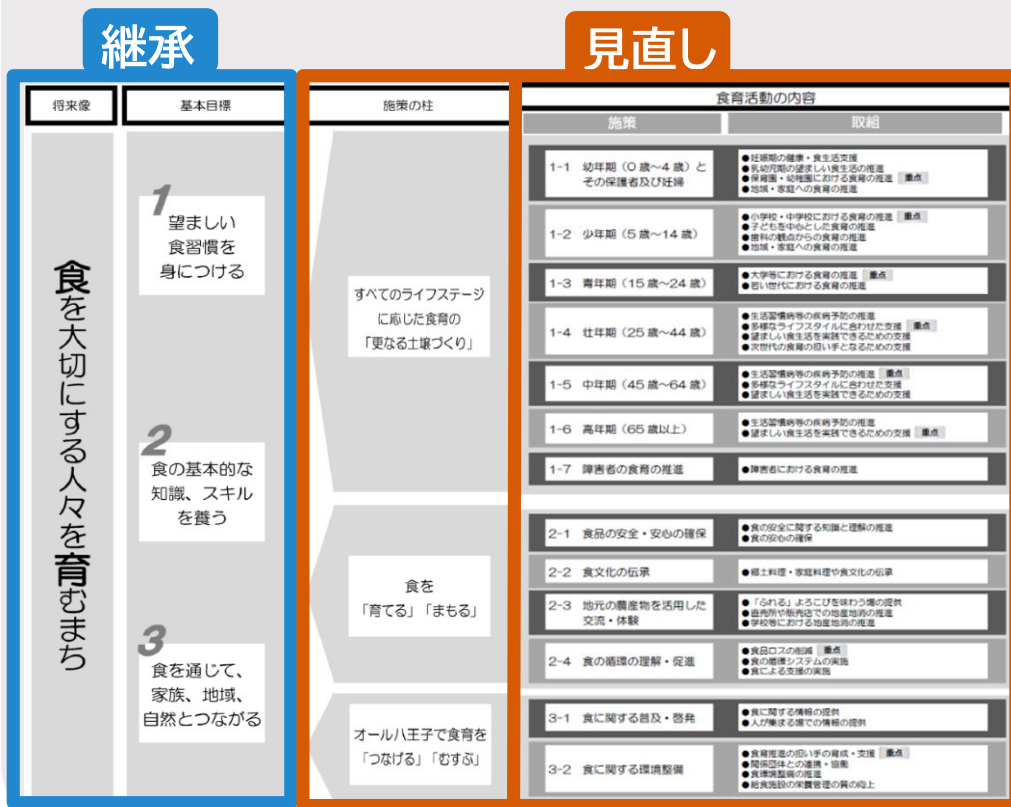 継承
見直し
将来像
基本目標
施策の柱
食育活動の内容
施策
取組
食を大切にする人々を育むまち
1
望ましい
食習慣を
身につける
2
食の基本的な
知識、スキル
を養う
3
食を通じて、
家族、地域、
自然とつながる
すべてのライフステージ
に応じた食育の
「更なる土壌づくり」
食を
「育てる」「まもる」
オール八王子で食育を
「つなげる」「むすぶ」
1-1 幼年期（0歳～4歳）と
その保護者及び妊婦
●妊娠期の健康・食生活支援
●乳幼児期の望ましい食生活の推進
●保育園・幼稚園における食育の推進 重点
●地域・家庭への食育の推進
1-2 少年期（5歳～14歳）
●小学校・中学校における食育の推進 重点
●子どもを中心とした食育の推進
●歯科の観点からの食育の推進
●地域・家庭への食育の推進
1-3 青年期（15歳～24歳）
●大学等における食育の推進 重点
●若い世代における食育の推進
1-4 壮年期（25歳～44歳）
●生活習慣病等の疾病予防の推進
●多様なライフスタイルに合わせた支援 重点
●望ましい食生活を実践できるための支援
●次世代の食育の担い手となるための支援
1-5 中年期（45歳～64歳）
●生活習慣病等の疾病予防の推進 重点
●多様なライフスタイルに合わせた支援
●望ましい食生活を実践できるための支援
1-6 高年期（65歳以上）
●生活習慣病等の疾病予防の推進
●望ましい食生活を実践できるための支援 重点
1-7 障害者の食育の推進
●障害者における食育の推進
2-1 食品の安全・安心の確保
●食の安全に関する知識と理解の推進
●食の安心の確保
2-2 食文化の伝承
●郷土料理・家庭料理や食文化の伝承
2-3 地元の農産物を活用した
交流・体験
●「ふれる」よろこびを味わう場の提供
●直売所や販売店での地産地消の推進
●学校等における地産地消の推進
2-4 食の循環の理解・促進
●食品ロスの削減 重点
●食の循環システムの実施
●食による支援の実施
3-1 食に関する普及・啓発
●食に関する情報の提供
●人が集まる場での情報の提供
3-2 食に関する環境整備
●食育推進の担い手の育成・支援 重点
●関係団体との連携・協働
●食環境整備の推進
●給食施設の栄養管理の質の向上